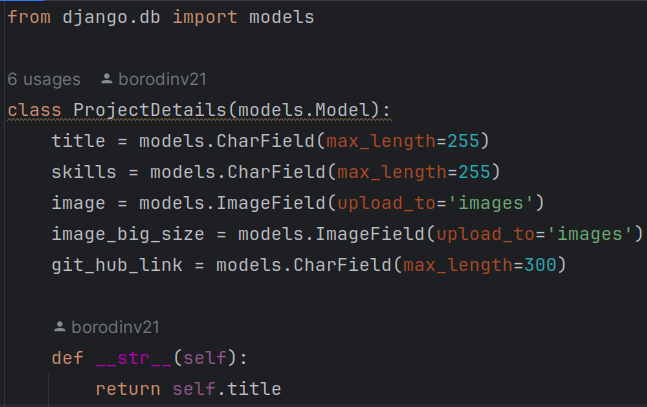 from django.db import models
6 usages borodinv21
class ProjectDetails(models.Model):
title = models.CharField(max_length=255)
skills = models.CharField(max_length=255)
image = models.ImageField(upload_to='images')
image_big_size = models.ImageField(upload_to='images')
git_hub_link = models.CharField(max_length=300)
borodinv21
def __str__(self):
return self.title